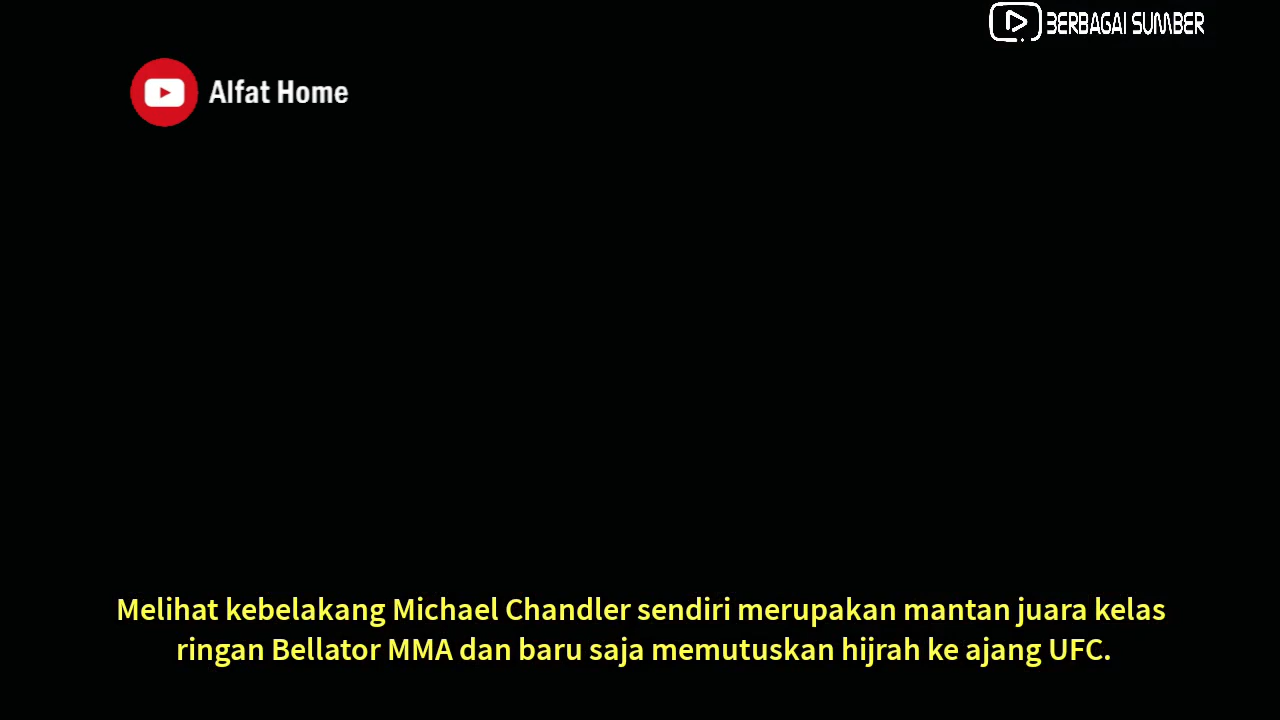 BERBAGAI SUMBER
Alfat Home
Melihat kebelakang Michael Chandler sendiri merupakan mantan juara kelas
ringan Bellator MMA dan baru saja memutuskan hijrah ke ajang UFC.